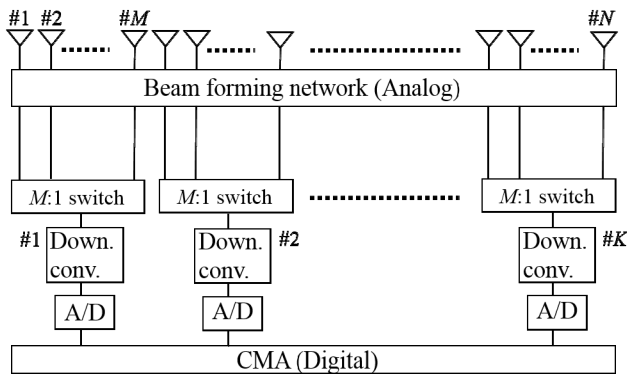 #1 #2 #M #N
Beam forming network (Analog)
M:1 switch M:1 switch M:1 switch
#1 Down. conv. Down. conv. #2 Down. conv. #K
A/D A/D A/D
CMA (Digital)